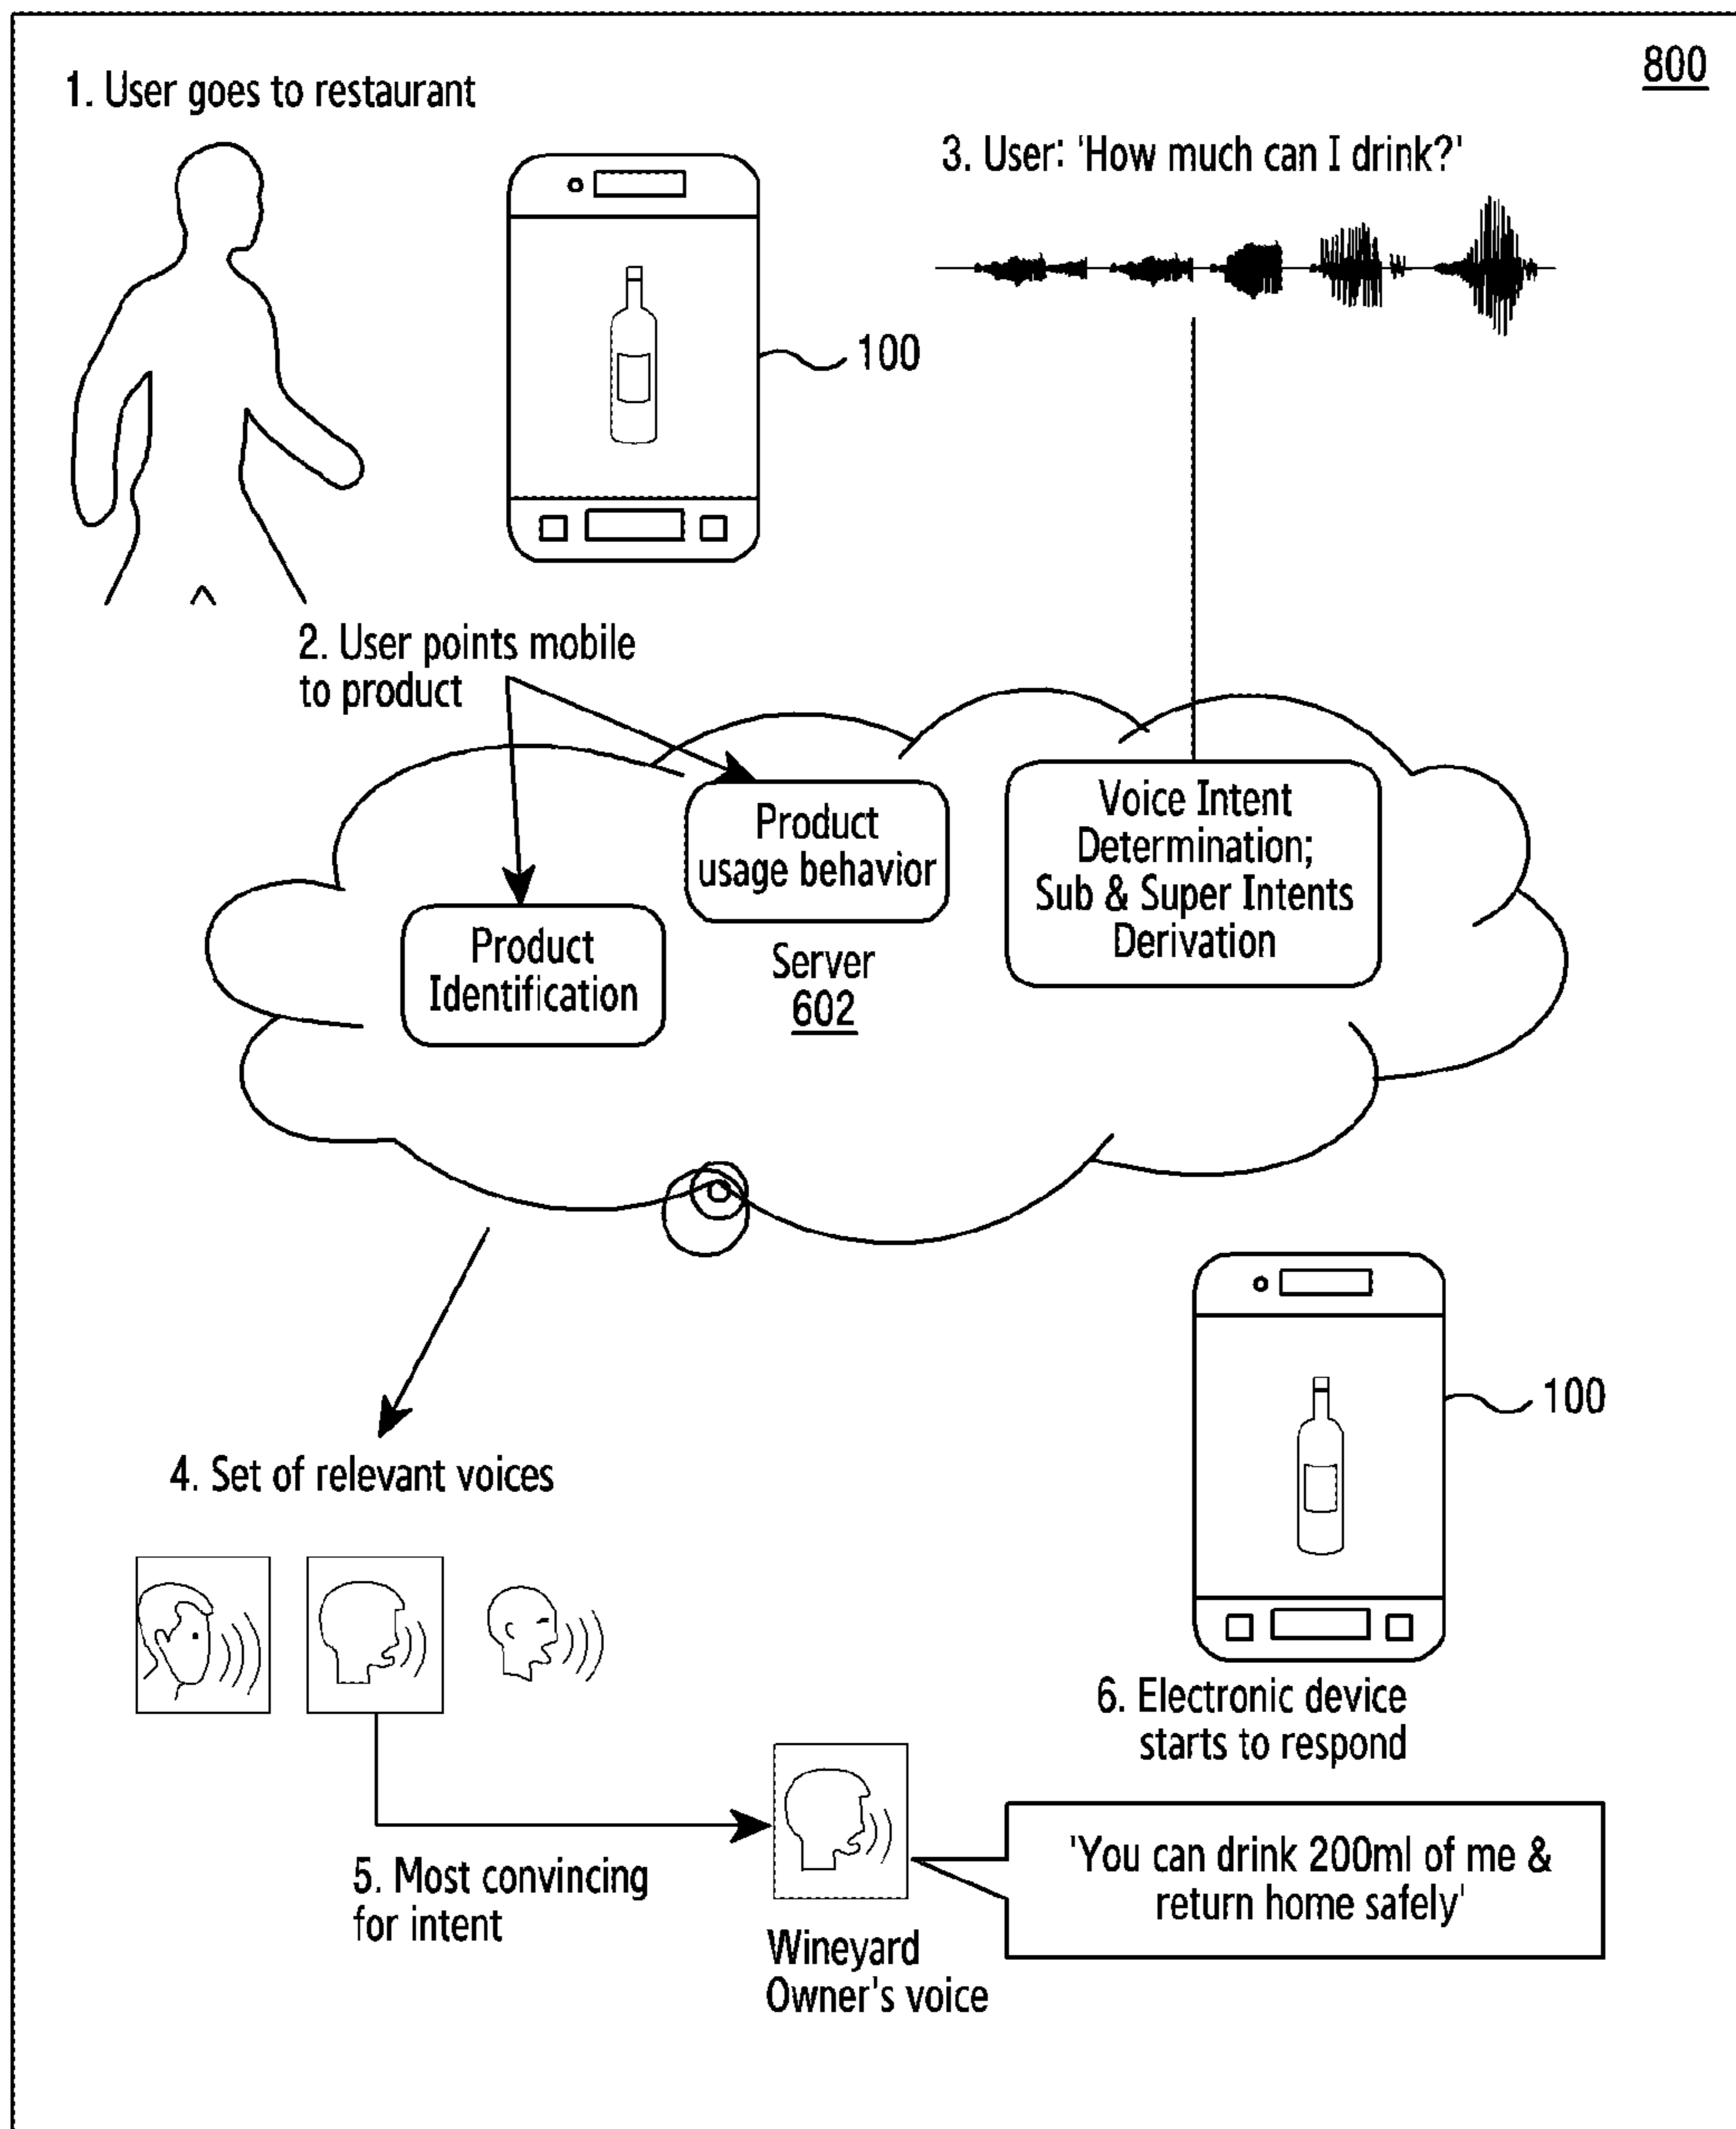 800
1. User goes to restaurant
3. User: 'How much can I drink?'
100
2. User points mobile
to product
Product
usage behavior
Voice Intent
Determination;
Sub & Super Intents
Derivation
Product
Identification
Server
602
4. Set of relevant voices
100
6. Electronic device
starts to respond
5. Most convincing
for intent
Wineyard
Owner's voice
'You can drink 200ml of me &
return home safely'